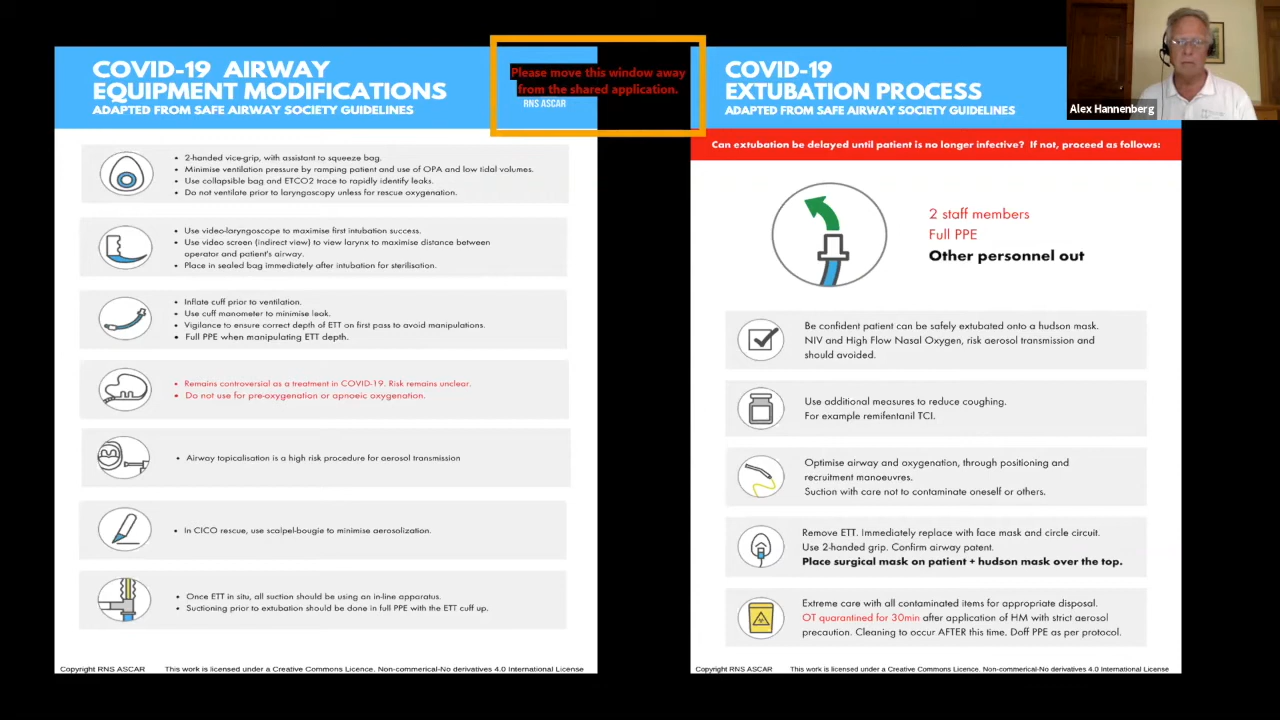 COVID-19 AIRWAY
EQUIPMENT MODIFICATIONS
ADAPTED FROM SAFE AIRWAY SOCIETY GUIDELINES
Please move this window away
from the shared application.
RNS ASCAR
2-handed vice-grip, with assistant to squeeze bag.
Minimise ventilation pressure by ramping patient and use of OPA and low tidal volumes.
Use collapsible bag and ETCO2 trace to rapidly identify leaks.
Do not ventilate prior to laryngoscopy unless for rescue oxygenation.
Use video-laryngoscope to maximise first intubation success.
Use video screen (indirect view) to view larynx to maximise distance between
operator and patient's airway.
Place in sealed bag immediately after intubation for sterilisation.
Inflate cuff prior to ventilation.
Use cuff manometer to minimise leak.
Vigilance to ensure correct depth of ETT on first pass to avoid manipulations.
Full PPE when manipulating ETT depth.
Remains controversial as a treatment in COVID-19. Risk remains unclear.
Do not use for pre-oxygenation or apnoeic oxygenation.
Airway topicalisation is a high risk procedure for aerosol transmission
In CICO rescue, use scalpel-bougie to minimise aerosolization.
Once ETT in situ, all suction should be using an in-line apparatus.
Suctioning prior to extubation should be done in full PPE with the ETT cuff up.
Copyright RNS ASCAR This work is licensed under a Creative Commons Licence. Non-commerical-No derivatives 4.0 International License
COVID-19
EXTUBATION PROCESS
ADAPTED FROM SAFE AIRWAY SOCIETY GUIDELINES
Can extubation be delayed until patient is no longer infective? If not, proceed as follows:
2 staff members
Full PPE
Other personnel out
Be confident patient can be safely extubated onto a hudson mask.
NIV and High Flow Nasal Oxygen, risk aerosol transmission and
should avoided.
Use additional measures to reduce coughing.
For example remifentanil TCI.
Optimise airway and oxygenation, through positioning and
recruitment manoeuvres.
Suction with care not to contaminate oneself or others.
Remove ETT. Immediately replace with face mask and circle circuit.
Use 2-handed grip. Confirm airway patent.
Place surgical mask on patient + hudson mask over the top.
Extreme care with all contaminated items for appropriate disposal.
OT quarantined for 30min after application of HM with strict aerosol
precaution. Cleaning to occur AFTER this time. Doff PPE as per protocol.
Copyright RNS ASCAR This work is licensed under a Creative Commons Licence. Non-commerical-No derivatives 4.0 International License
Alex Hannenberg